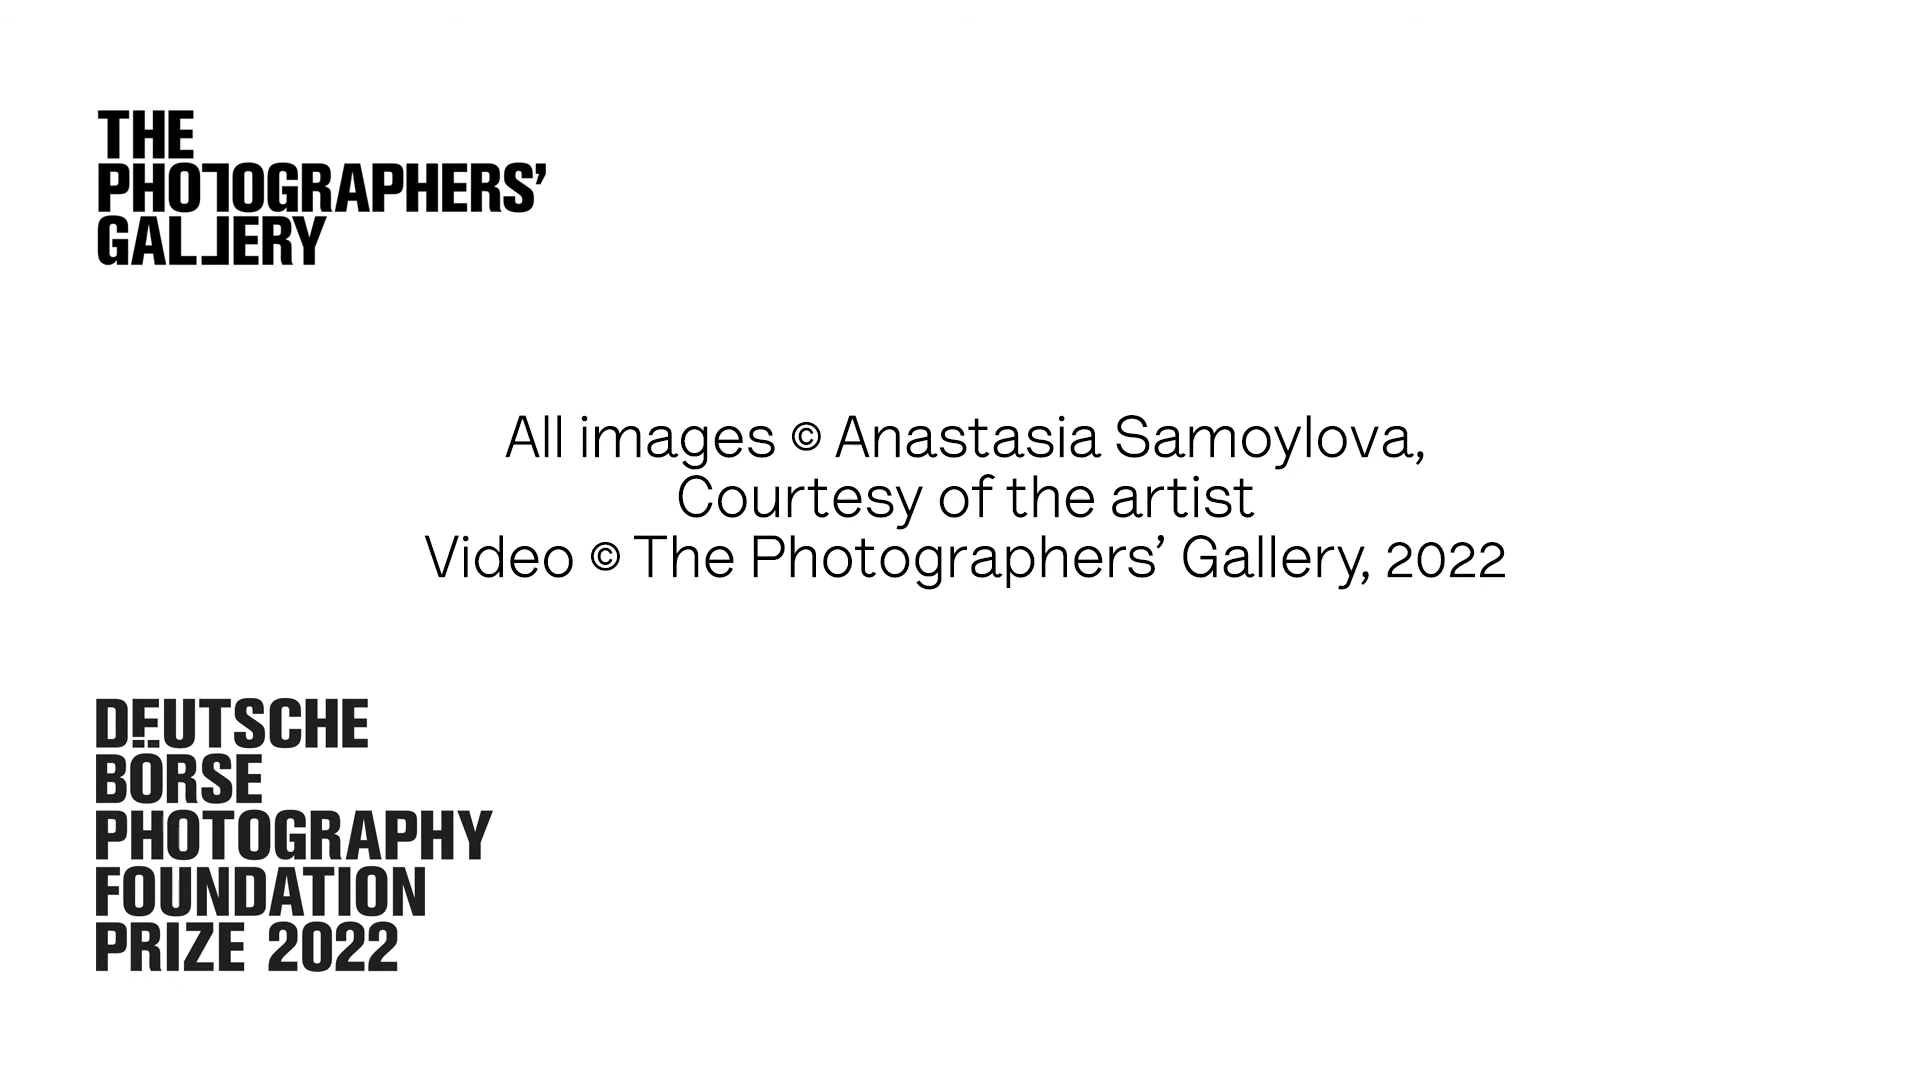 THE
PHOTOGRAPHERS’
GALLERY
All images © Anastasia Samoylova,
Courtesy of the artist
Video © The Photographers’ Gallery, 2022
DEUTSCHE
BÖRSE
PHOTOGRAPHY
FOUNDATION
PRIZE 2022